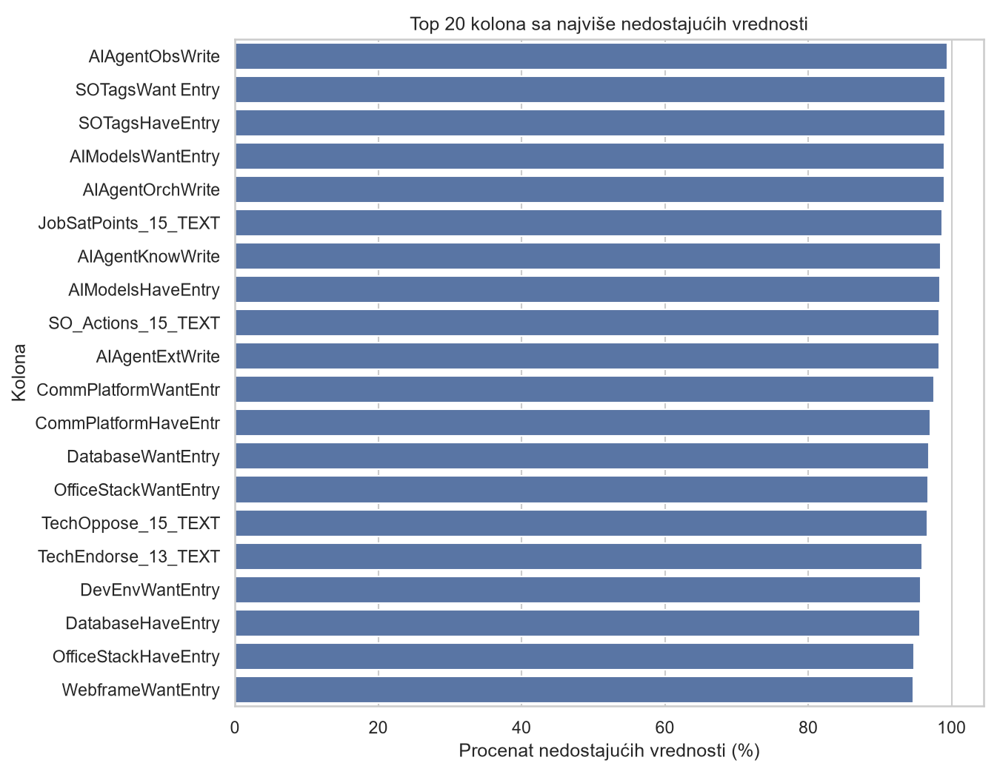 Top 20 kolona sa najviše nedostajućih vrednosti
AIAgentObsWrite
SOTagsWant Entry
SOTagsHaveEntry
AIModelsWantEntry
AIAgentOrchWrite
JobSatPoints_15_TEXT
AIAgentKnowWrite
AIModelsHaveEntry
SO_Actions_15_TEXT
AIAgentExtWrite
CommPlatformWantEntr
CommPlatformHaveEntr
DatabaseWantEntry
OfficeStackWantEntry
TechOppose_15_TEXT
TechEndorse_13_TEXT
DevEnvWantEntry
DatabaseHaveEntry
OfficeStackHaveEntry
WebframeWantEntry
Kolona
0 20 40 60 80 100
Procenat nedostajućih vrednosti (%)